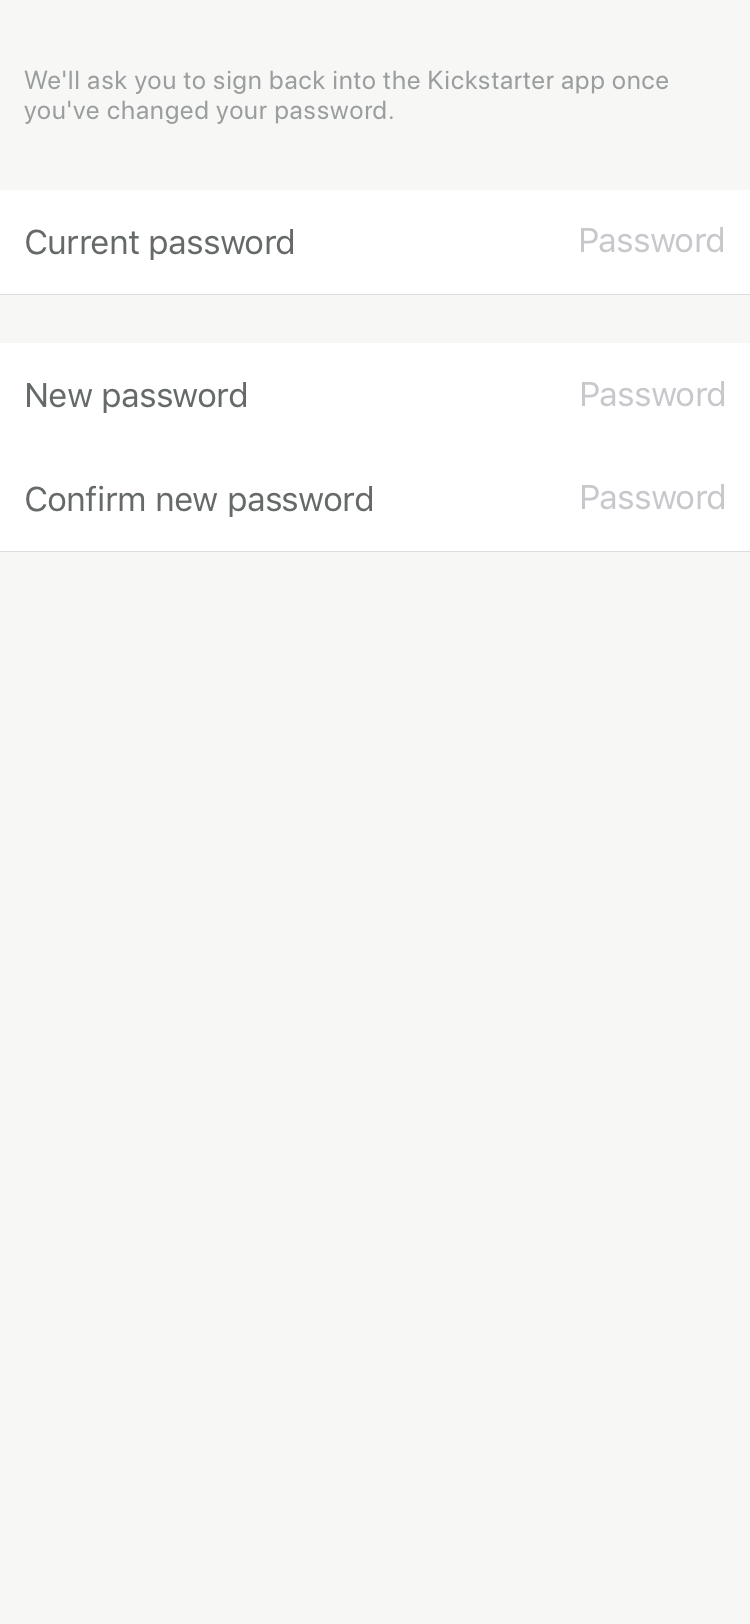 We'll ask you to sign back into the Kickstarter app once
you've changed your password.
Current password Password
New password Password
Confirm new password Password